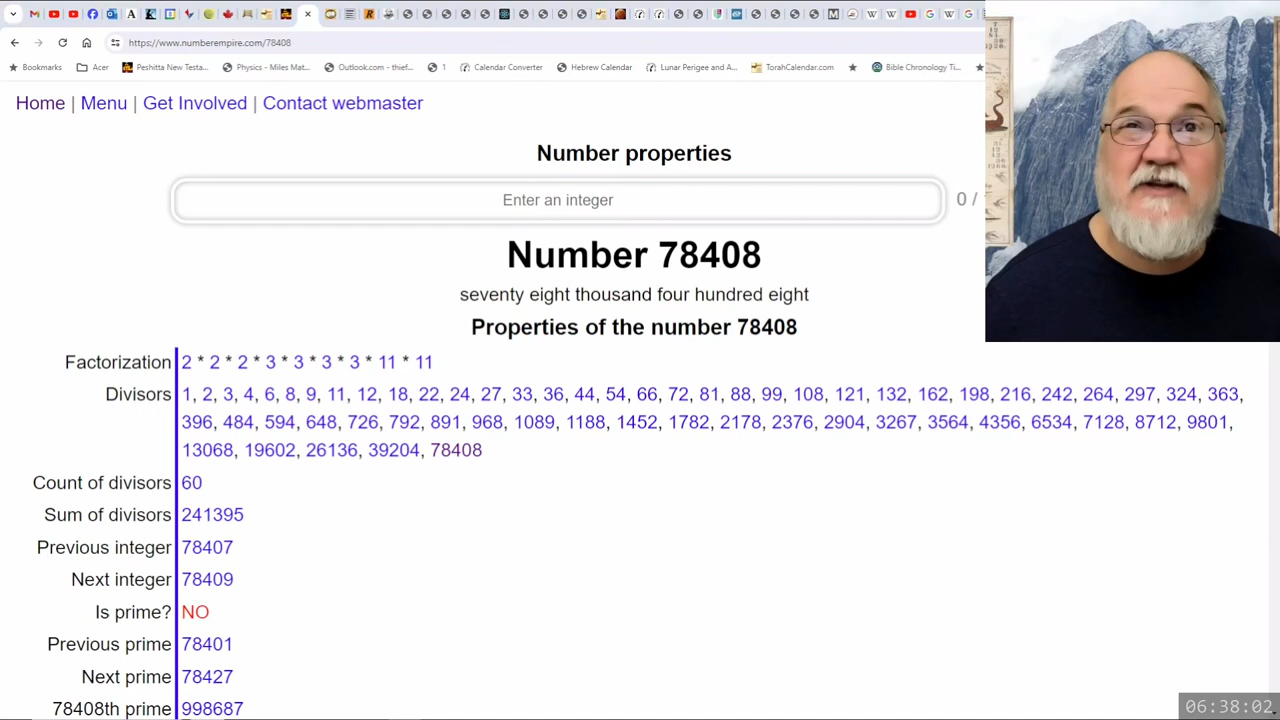 https://www.numberempire.com/78408
Bookmarks Acer Peshitta New Testa... Physics - Miles Mat... Outlook.com - thief... 1 Calendar Converter Hebrew Calendar Lunar Perigee and A... TorahCalendar.com Bible Chronology Ti...
Home | Menu | Get Involved | Contact webmaster
Number properties
Enter an integer 0 /
Number 78408
seventy eight thousand four hundred eight
Properties of the number 78408
Factorization 2 * 2 * 2 * 3 * 3 * 3 * 3 * 11 * 11
Divisors 1, 2, 3, 4, 6, 8, 9, 11, 12, 18, 22, 24, 27, 33, 36, 44, 54, 66, 72, 81, 88, 99, 108, 121, 132, 162, 198, 216, 242, 264, 297, 324, 363,
396, 484, 594, 648, 726, 792, 891, 968, 1089, 1188, 1452, 1782, 2178, 2376, 2904, 3267, 3564, 4356, 6534, 7128, 8712, 9801,
13068, 19602, 26136, 39204, 78408
Count of divisors 60
Sum of divisors 241395
Previous integer 78407
Next integer 78409
Is prime? NO
Previous prime 78401
Next prime 78427
78408th prime 998687
06:38:02